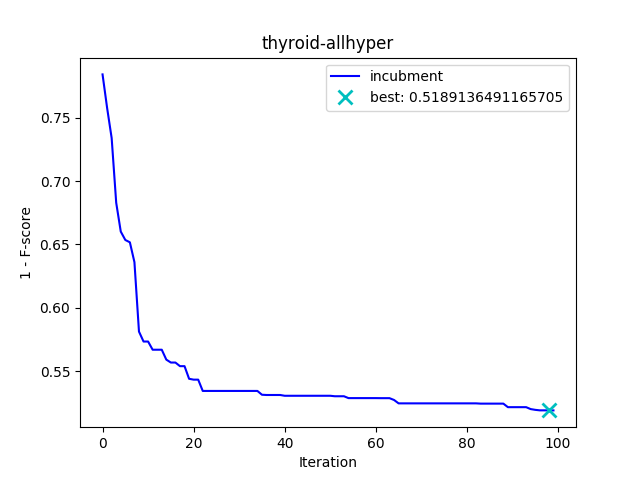 thyroid-allhyper
incubment
best: 0.5189136491165705
1 - F-score
0.75
0.70
0.65
0.60
0.55
0
20
40
60
80
100
Iteration